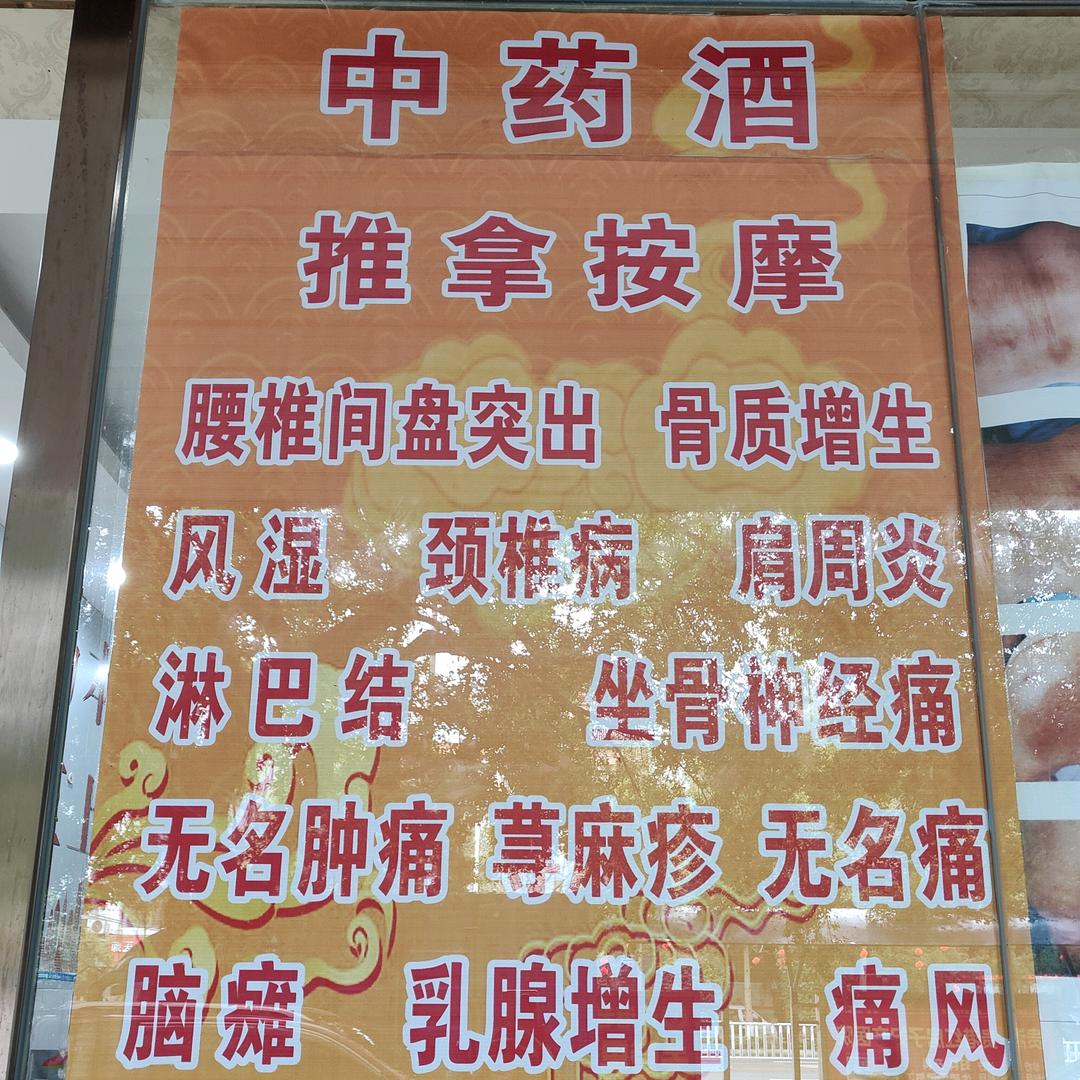 中药酒
推拿按摩
腰椎间盘突出 骨质增生
风湿 颈椎病 肩周炎
淋巴结 坐骨神经痛
无名肿痛 荨麻疹 无名痛
脑瘫 乳腺增生 痛风